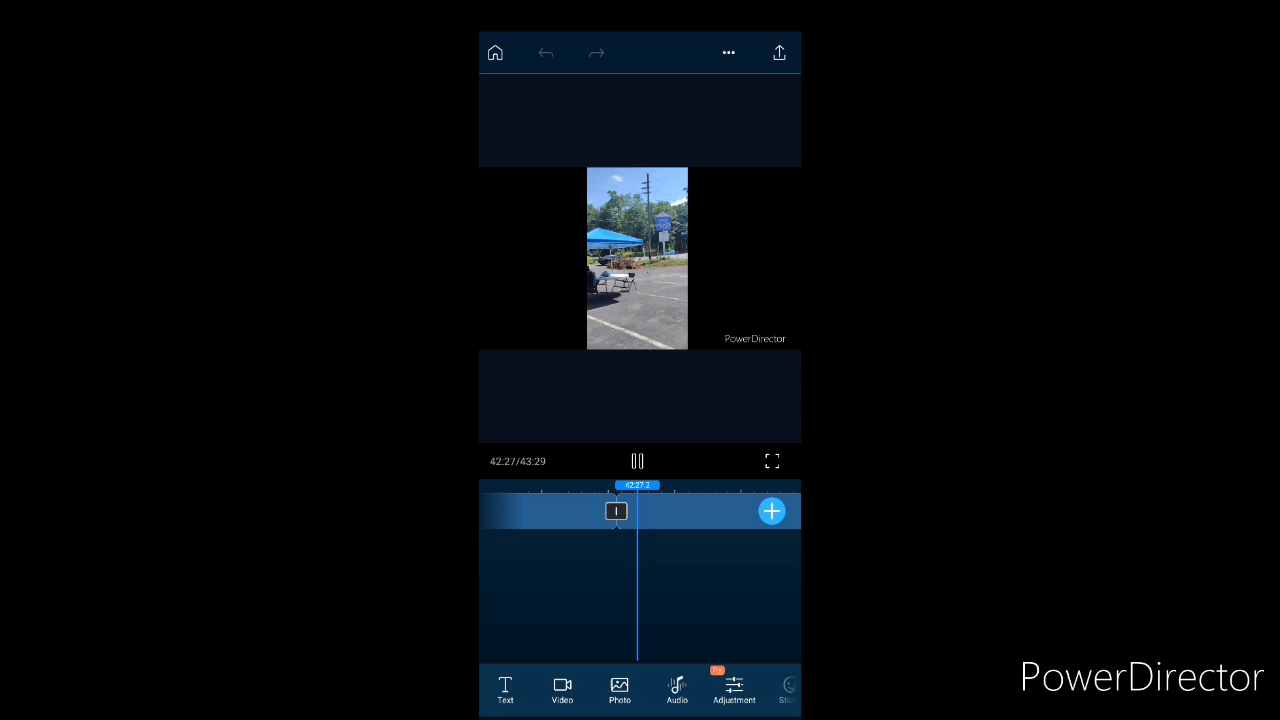 PowerDirector
42:27/43:29
42:27.2
Try
Text
Video
Photo
Audio
Adjustment
PowerDirector